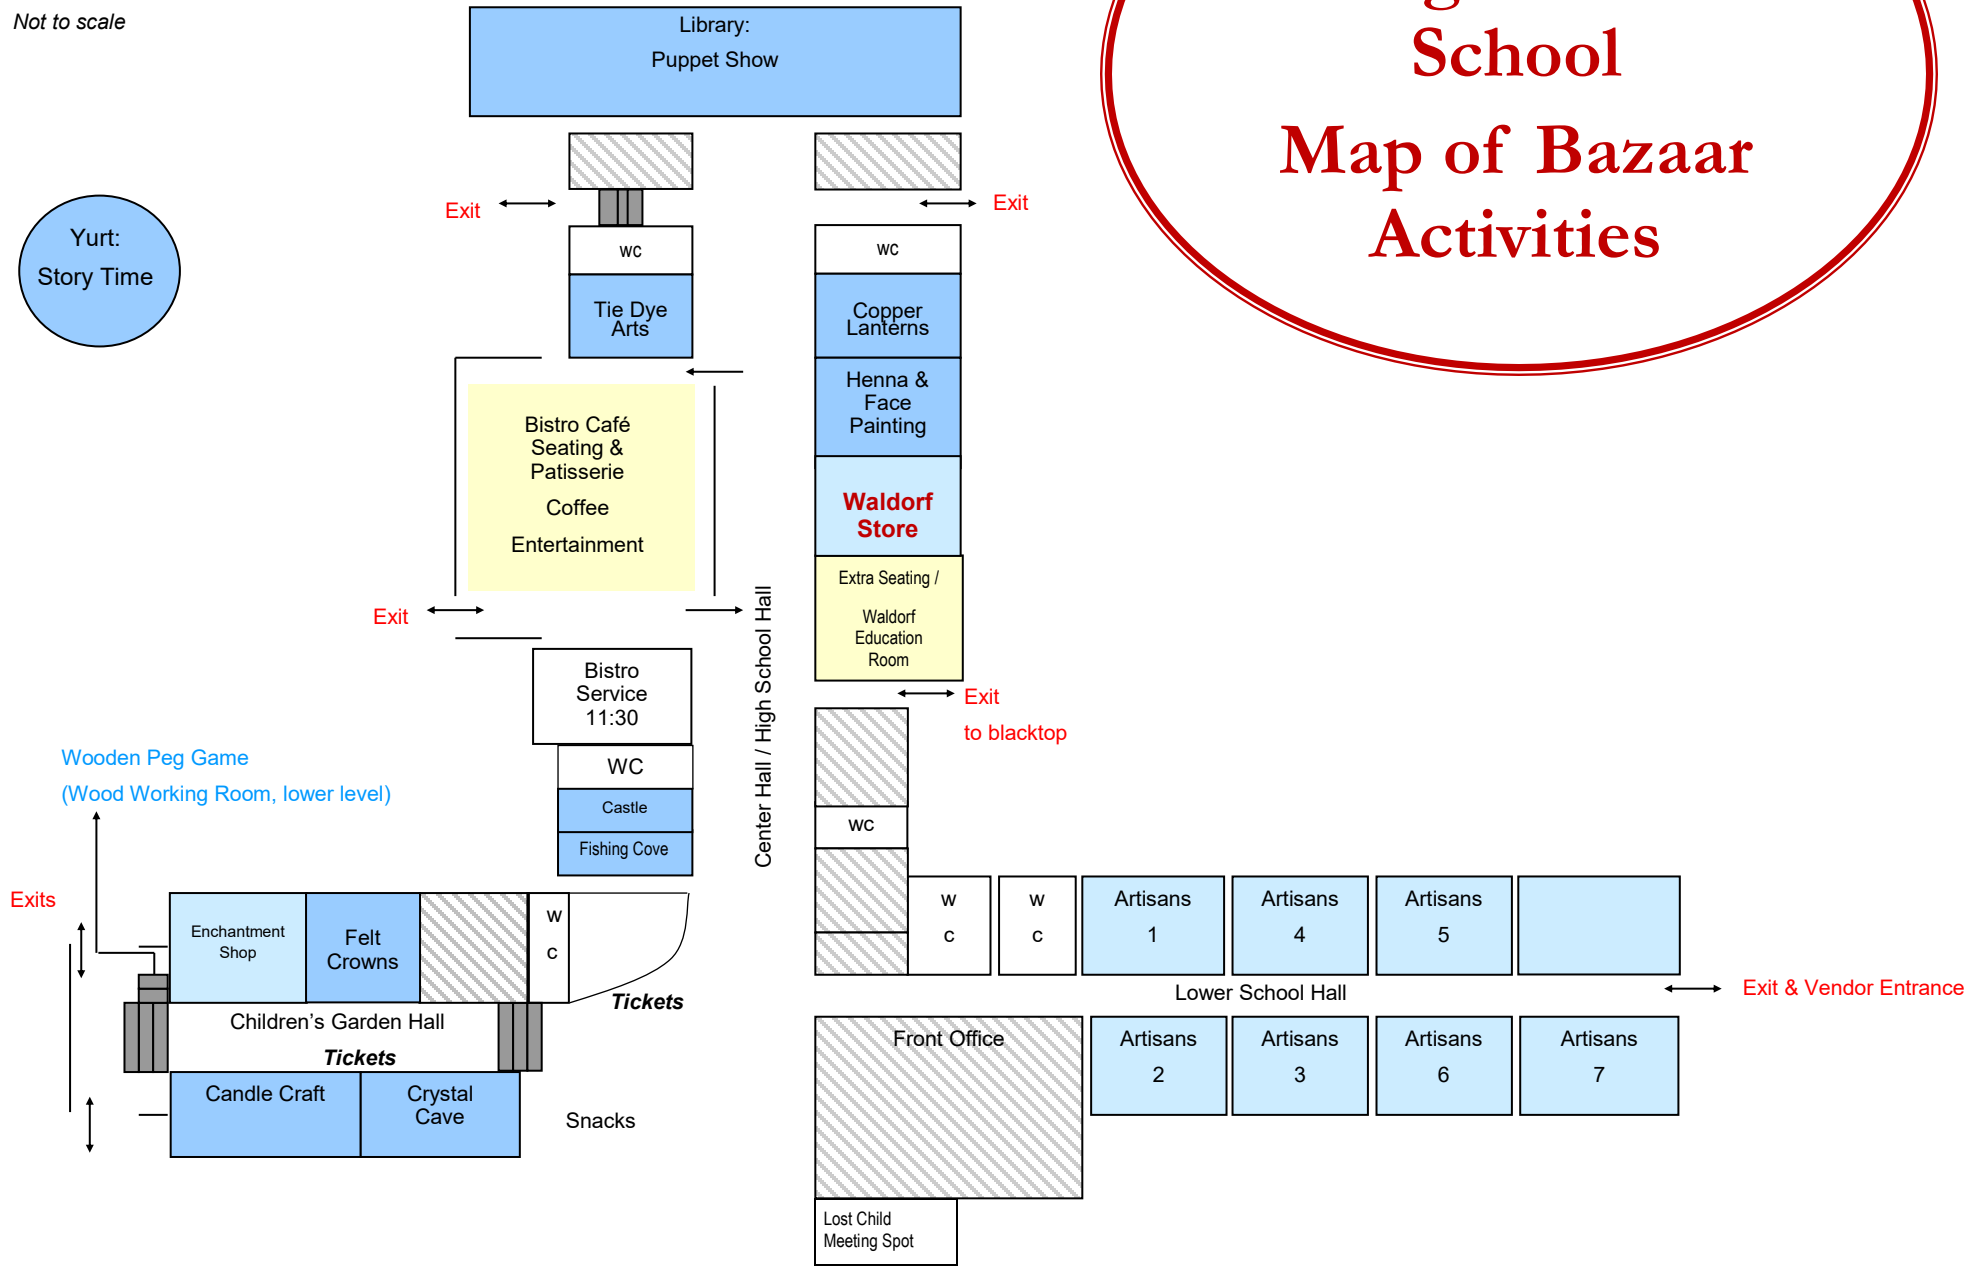 Not to scale
Library:
Puppet Show
School
Map of Bazaar
Activities
Exit
Exit
Yurt:
Story Time
wc
wc
Tie Dye
Arts
Copper
Lanterns
Henna &
Face
Painting
Bistro Café
Seating &
Patisserie
Coffee
Entertainment
Waldorf
Store
Extra Seating /
Waldorf
Education
Room
Exit
Center Hall / High School Hall
Bistro
Service
11:30
Exit
to blacktop
WC
Castle
Fishing Cove
Wooden Peg Game
(Wood Working Room, lower level)
wc
Exits
Enchantment
Shop
Felt
Crowns
w
c
Tickets
w
c
w
c
Artisans
1
Artisans
4
Artisans
5
Lower School Hall
Exit & Vendor Entrance
Children's Garden Hall
Tickets
Candle Craft
Crystal
Cave
Snacks
Front Office
Artisans
2
Artisans
3
Artisans
6
Artisans
7
Lost Child
Meeting Spot